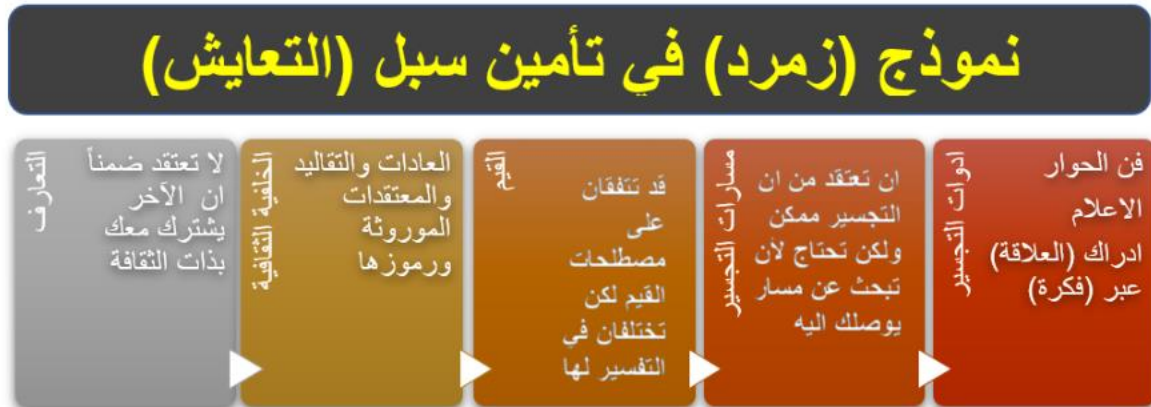 نموذج (زمرد) في تأمين سبل (التعايش)
التعارف
لا تعتقد ضمناً
ان الآخر
يشترك معك
بذات الثقافة
الخلفية الثقافية
العادات والتقاليد
والمعتقدات
الموروثة
ورموزها
القيم
قد تتفقان
على
مصطلحات
القيم لكن
تختلفان في
التفسير لها
مسارات التجسير
ان تعتقد من ان
التجسير ممكن
ولكن تحتاج لأن
تبحث عن مسار
يوصلك اليه
ادوات التجسير
فن الحوار
الاعلام
ادراك (العلاقة)
عبر (فكرة)